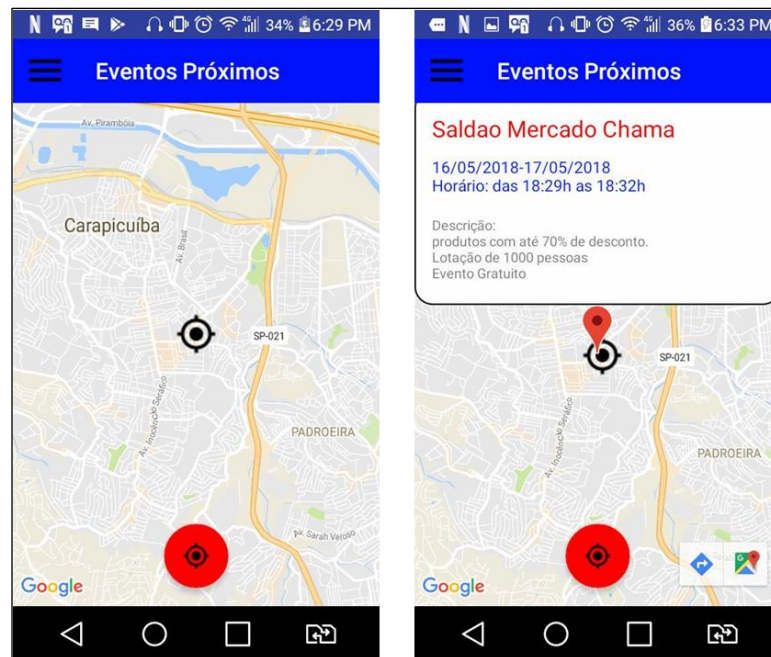 34% 6:29 PM
Eventos Próximos
Av. Pirambóia
Carapicuíba
Av. Brasil
SP-021
Av. Inocêncio Seráfico
PADROEIRA
Av. Sarah Veloso
Google
36% 6:33 PM
Eventos Próximos
Saldao Mercado Chama
16/05/2018-17/05/2018
Horário: das 18:29h as 18:32h
Descrição:
produtos com até 70% de desconto.
Lotação de 1000 pessoas
Evento Gratuito
SP-021
Av. Inocêncio Seráfico
PADROEIRA
Google